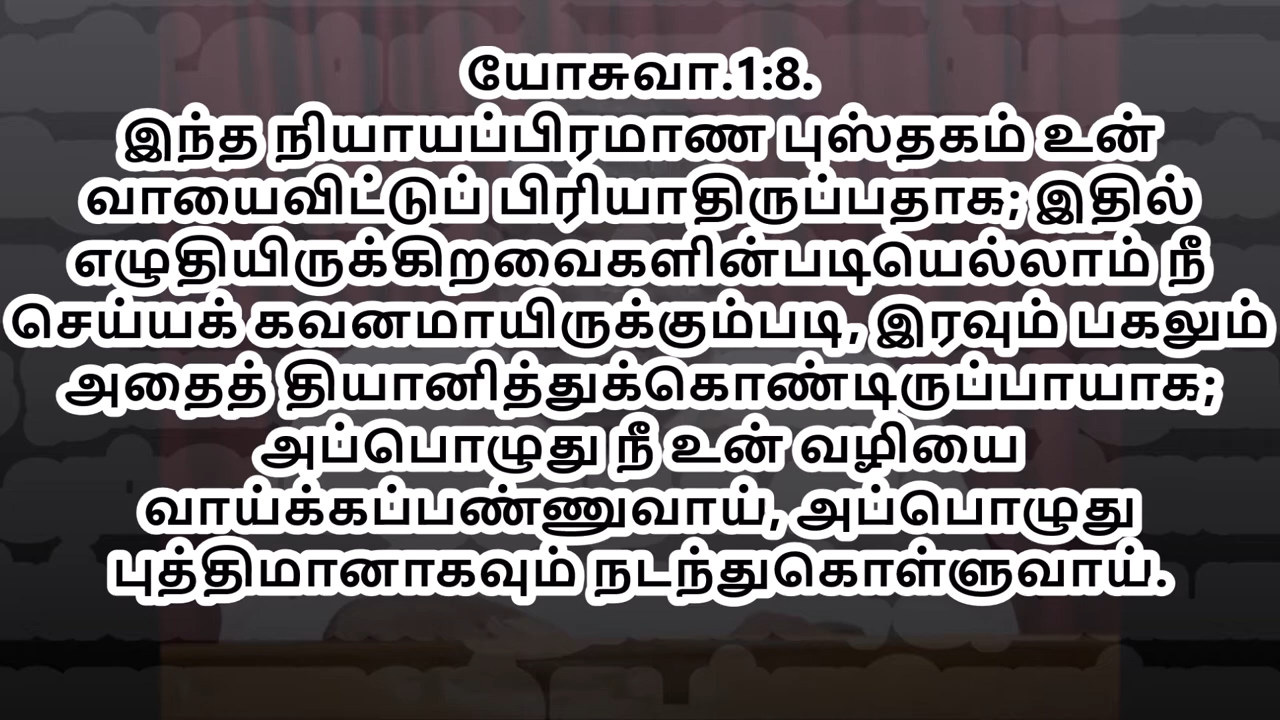 யோசுவா.1:8.
இந்த நியாயப்பிரமாண புஸ்தகம் உன்
வாயைவிட்டுப் பிரியாதிருப்பதாக; இதில்
எழுதியிருக்கிறவைகளின்படியெல்லாம் நீ
செய்யக் கவனமாயிருக்கும்படி, இரவும் பகலும்
அதைத் தியானித்துக்கொண்டிருப்பாயாக;
அப்பொழுது நீ உன் வழியை
வாய்க்கப்பண்ணுவாய், அப்பொழுது
புத்திமானாகவும் நடந்துகொள்ளுவாய்.